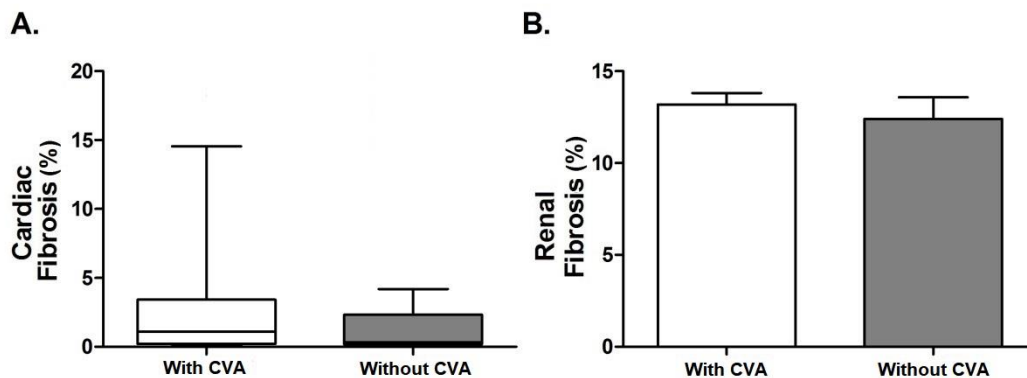 A.
Cardiac
Fibrosis (%)
20
15
10
5
0
With CVA
Without CVA
B.
Renal
Fibrosis (%)
15
10
5
0
With CVA
Without CVA